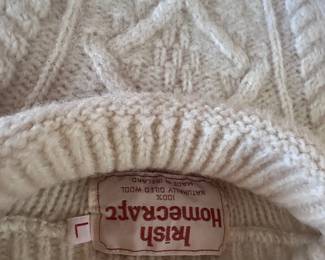 Irish
Homecraft
100%
NATURALLY OILED WOOL
MADE IN IRELAND
L